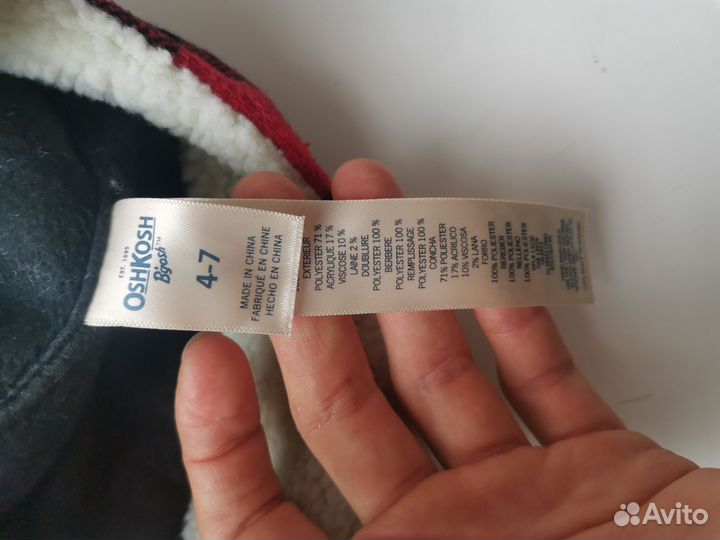 EST. 1895
OSHKOSH
B'gosh™
4-7
MADE IN CHINA
FABRIQUÉ EN CHINE
HECHO EN CHINA
EXTERIEUR
POLYESTER 71 %
ACRYLIQUE 17 %
VISCOSE 10 %
LAINE 2 %
DOUBLURE
POLYESTER 100 %
BERBERE
POLYESTER 100 %
REMPLISSAGE
POLYESTER 100 %
CONCHA
71% POLIESTER
17% ACRILICO
10% VISCOSA
2% LANA
FORRO
100% POLIESTER
BEREBER
100% POLIESTER
RELLENO
100% POLIESTER
Avito